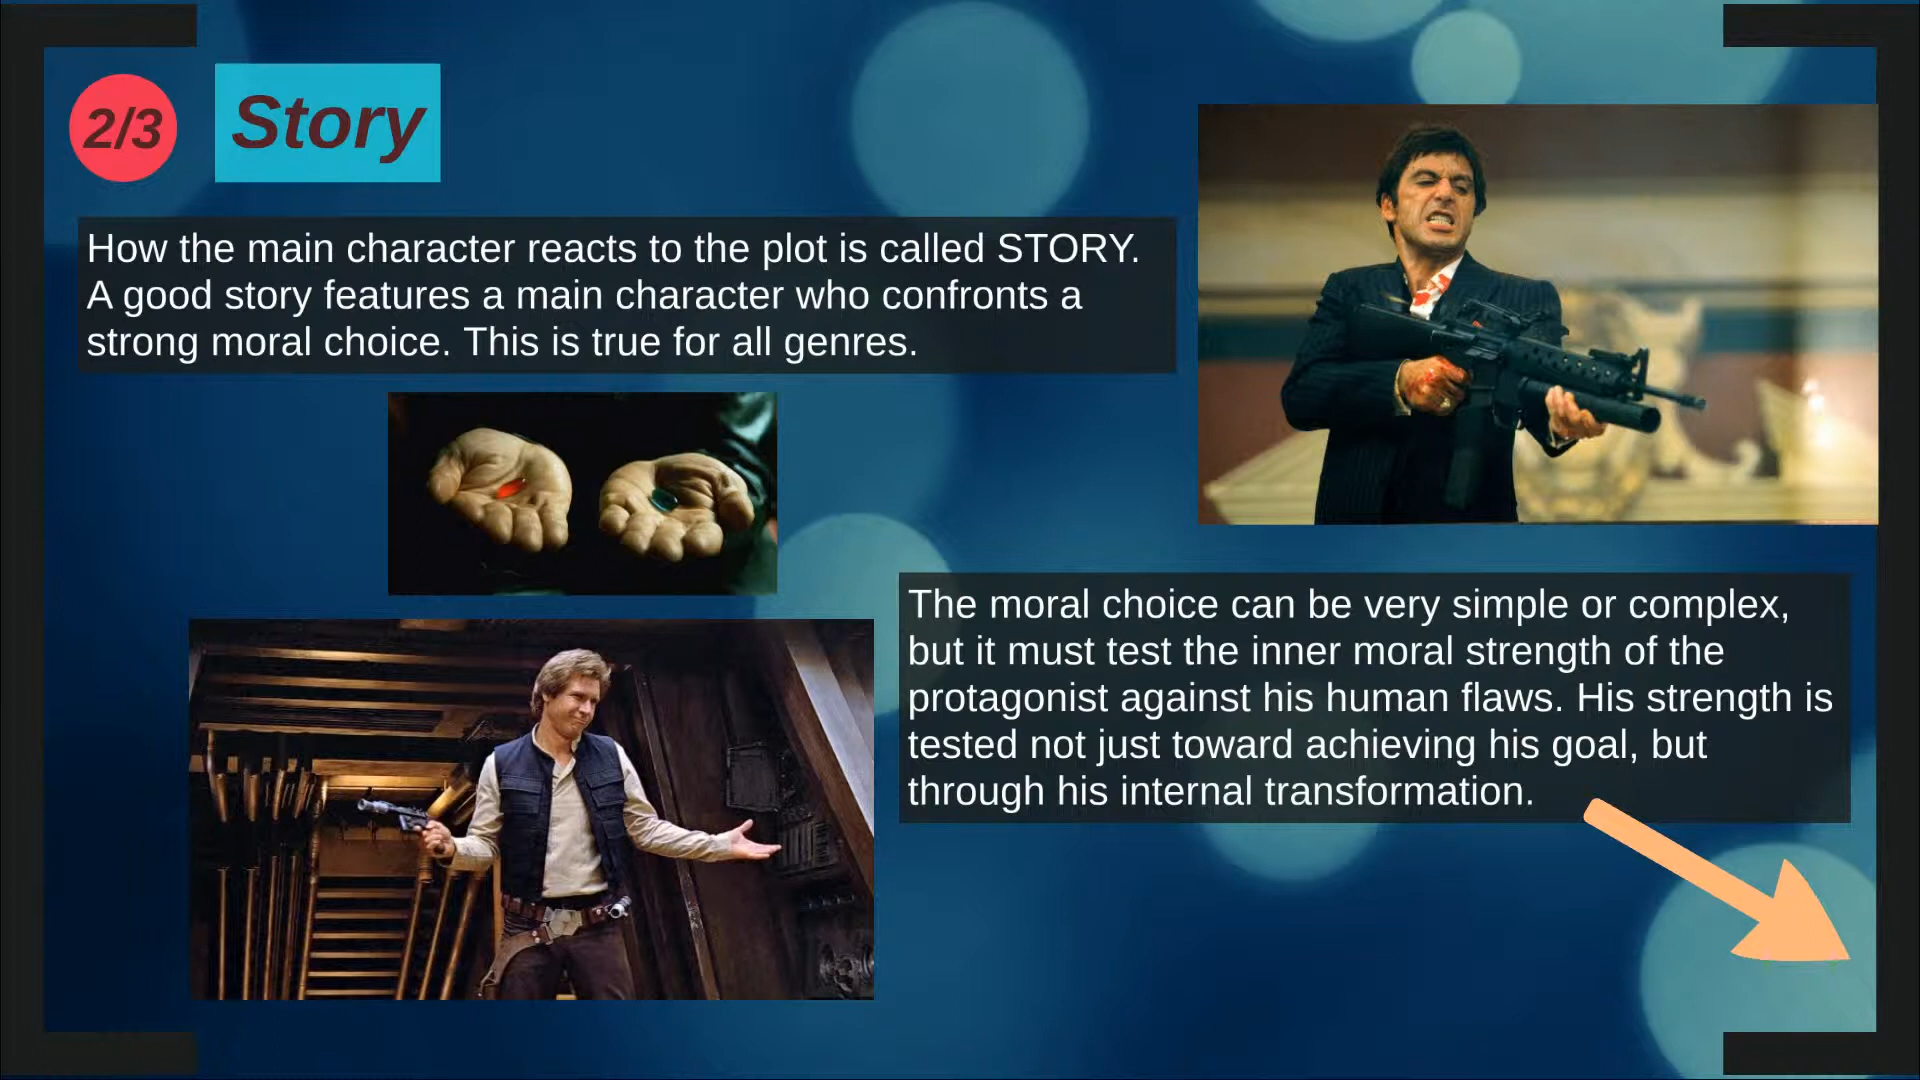 2/3
Story
How the main character reacts to the plot is called STORY.
A good story features a main character who confronts a
strong moral choice. This is true for all genres.
The moral choice can be very simple or complex,
but it must test the inner moral strength of the
protagonist against his human flaws. His strength is
tested not just toward achieving his goal, but
through his internal transformation.